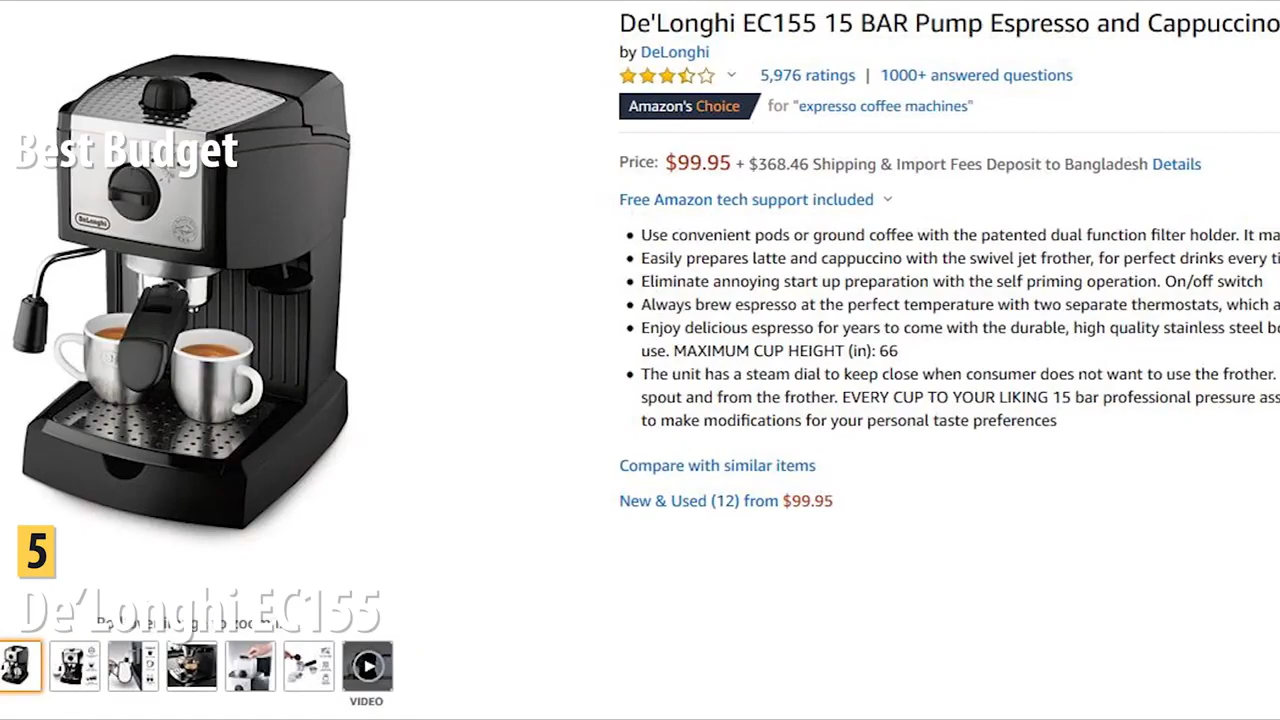 De'Longhi EC155 15 BAR Pump Espresso and Cappuccino
by DeLonghi
5,976 ratings | 1000+ answered questions
Amazon's Choice for "expresso coffee machines"
Best Budget
Price: $99.95 + $368.46 Shipping & Import Fees Deposit to Bangladesh Details
Free Amazon tech support included
De'Longhi
• Use convenient pods or ground coffee with the patented dual function filter holder. It ma
• Easily prepares latte and cappuccino with the swivel jet frother, for perfect drinks every ti
• Eliminate annoying start up preparation with the self priming operation. On/off switch
• Always brew espresso at the perfect temperature with two separate thermostats, which a
• Enjoy delicious espresso for years to come with the durable, high quality stainless steel bo
use. MAXIMUM CUP HEIGHT (in): 66
• The unit has a steam dial to keep close when consumer does not want to use the frother.
spout and from the frother. EVERY CUP TO YOUR LIKING 15 bar professional pressure ass
to make modifications for your personal taste preferences
Compare with similar items
New & Used (12) from $99.95
5
De'Longhi EC155
VIDEO